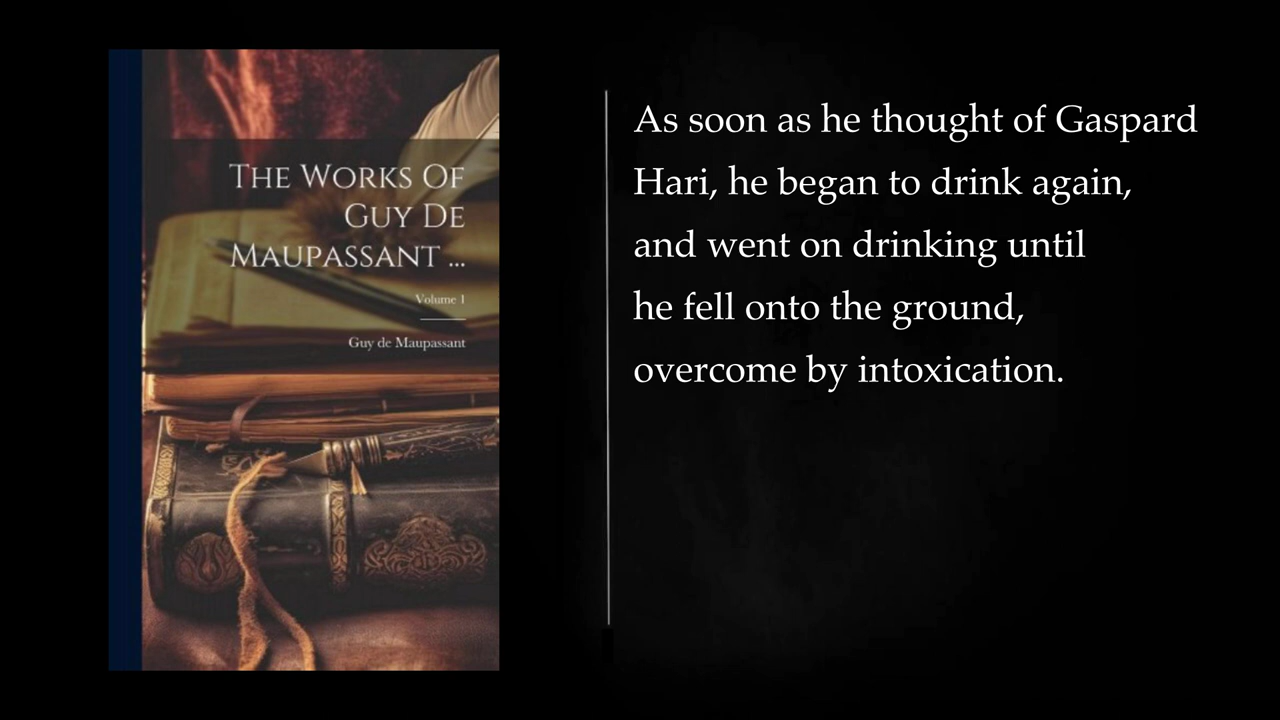 The Works Of
Guy De
Maupassant ...
Volume 1
Guy de Maupassant
As soon as he thought of Gaspard
Hari, he began to drink again,
and went on drinking until
he fell onto the ground,
overcome by intoxication.